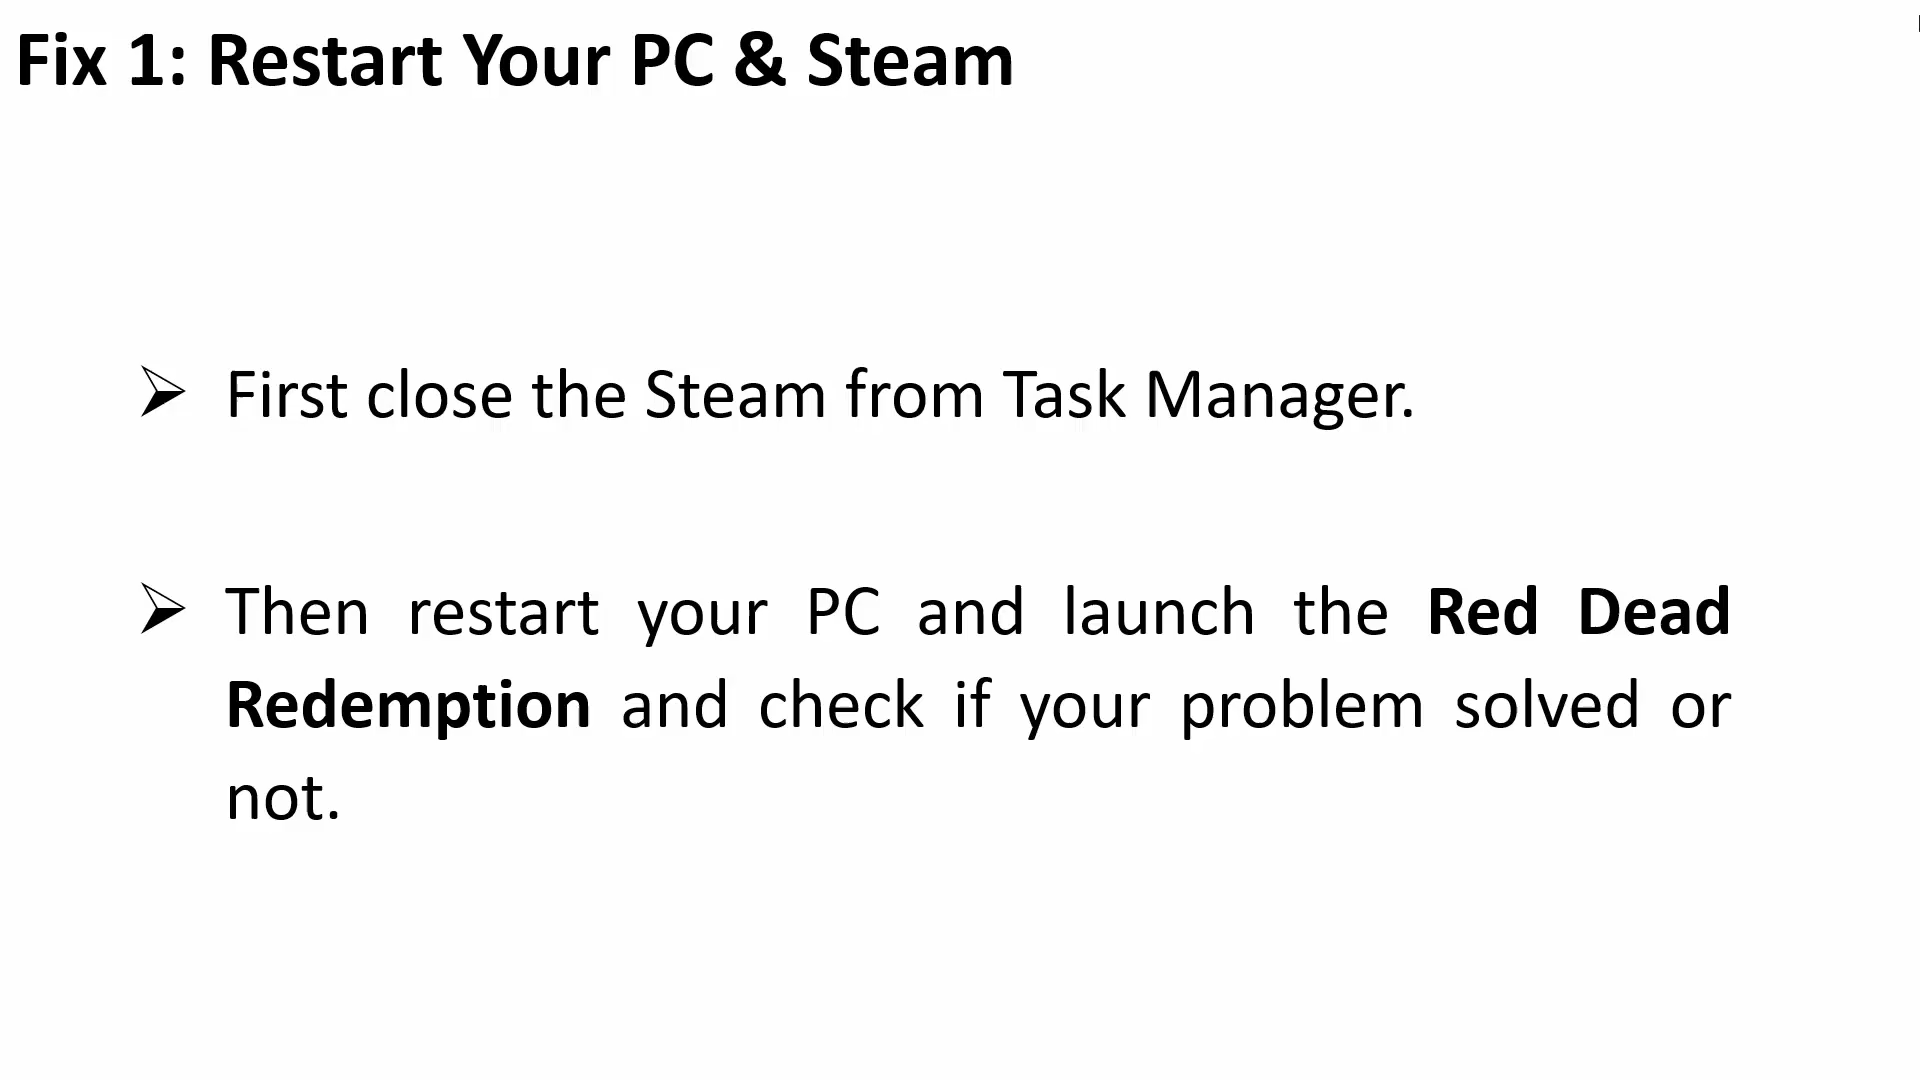 Fix 1: Restart Your PC & Steam
First close the Steam from Task Manager.
Then restart your PC and launch the Red Dead
Redemption and check if your problem solved or
not.